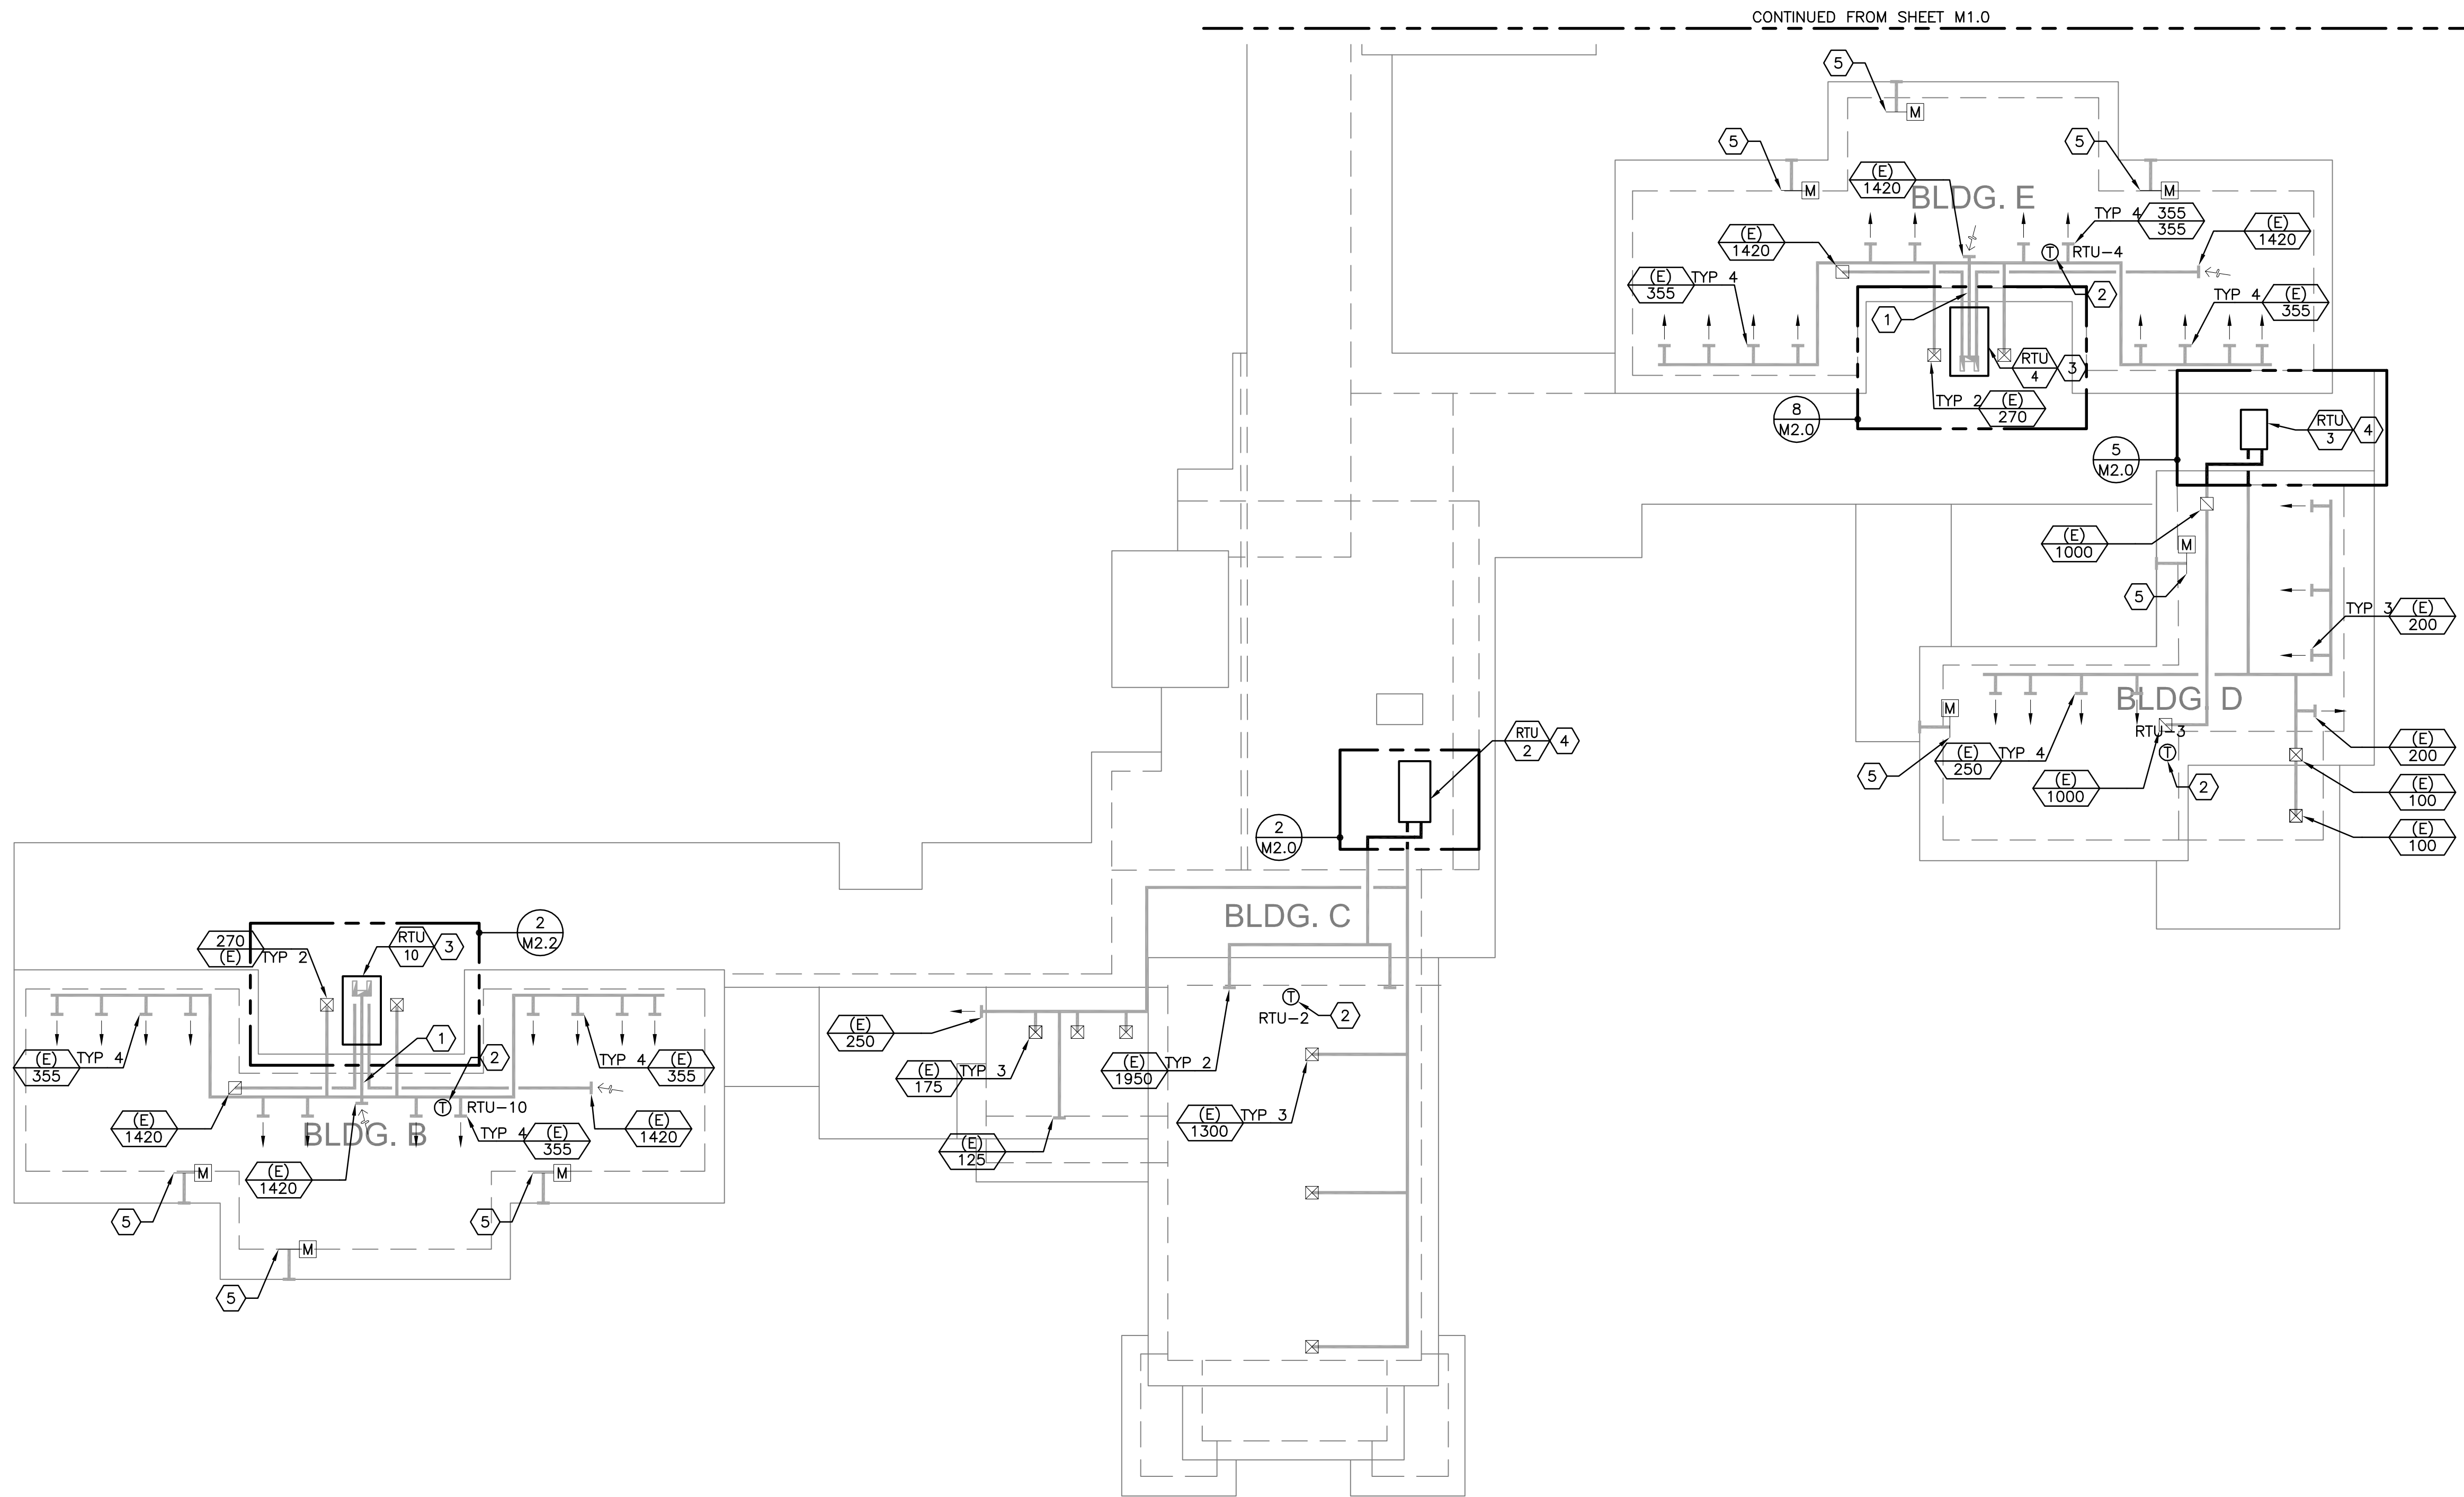 CONTINUED FROM SHEET M1.0
5
M
5
M
5
M
(E)
1420
BLDG. E
TYP 4
355
355
(E)
1420
(E)
1420
T
RTU-4
2
(E)
355
TYP 4
TYP 4
(E)
355
1
RTU
4
3
TYP 2
(E)
270
8
M2.0
RTU
3
4
5
M2.0
(E)
1000
M
5
TYP 3
(E)
200
BLDG. D
M
5
(E)
250
TYP 4
RTU-3
T
2
(E)
1000
(E)
200
(E)
100
(E)
100
RTU
2
4
2
M2.0
BLDG. C
T
RTU-2
2
(E)
250
(E)
175
TYP 3
(E)
1950
TYP 2
(E)
1300
TYP 3
(E)
125
270
(E)
TYP 2
RTU
10
3
2
M2.2
1
2
(E)
355
TYP 4
TYP 4
(E)
355
T
RTU-10
(E)
1420
BLDG. B
TYP 4
(E)
355
(E)
1420
(E)
1420
M
5
M
5
M
5